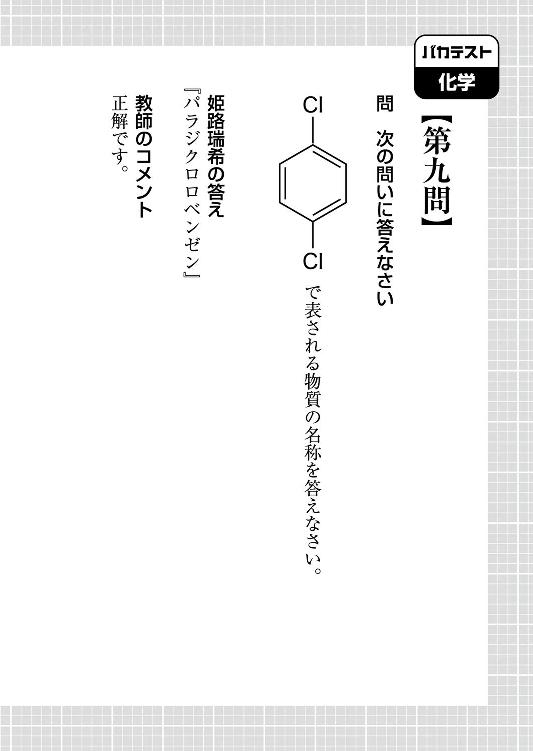 バカテスト
化学
【第九問】
問　次の問いに答えなさい
Cl
Cl
で表される物質の名称を答えなさい。
姫路瑞希の答え
『パラジクロロベンゼン』
教師のコメント
正解です。